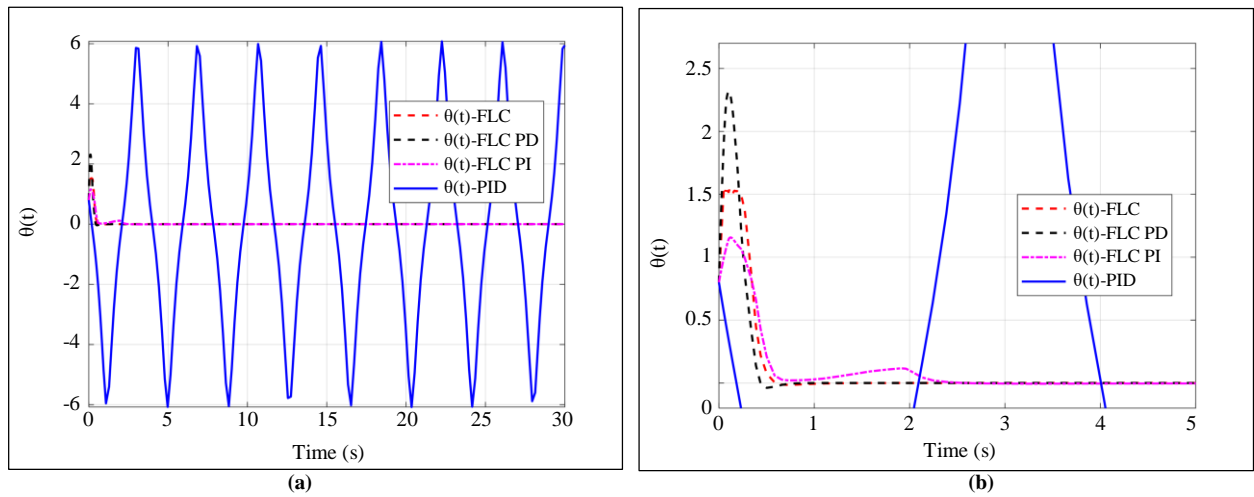 6
4
2
0
-2
-4
-6
θ(t)
0
5
10
15
20
25
30
Time (s)
θ(t)-FLC
θ(t)-FLC PD
θ(t)-FLC PI
θ(t)-PID
(a)
2.5
2
1.5
1
0.5
0
θ(t)
0
1
2
3
4
5
Time (s)
θ(t)-FLC
θ(t)-FLC PD
θ(t)-FLC PI
θ(t)-PID
(b)